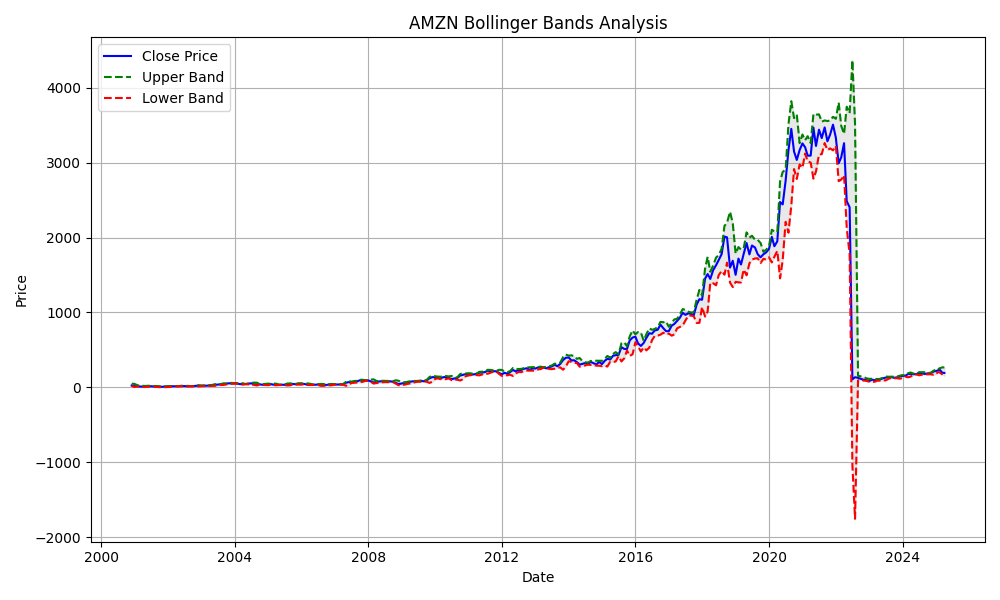 AMZN Bollinger Bands Analysis
Close Price
Upper Band
Lower Band
Price
4000
3000
2000
1000
0
−1000
−2000
2000 2004 2008 2012 2016 2020 2024
Date